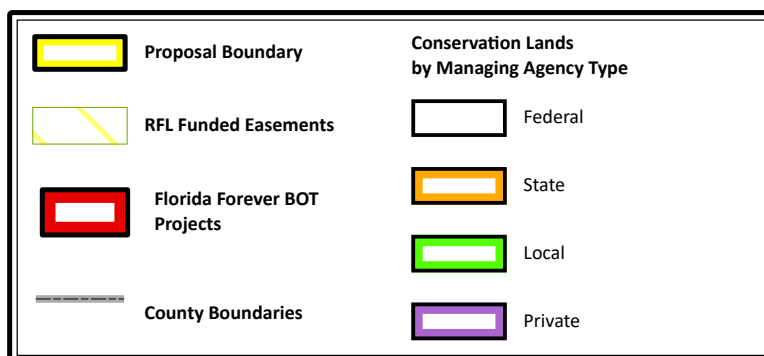 Proposal Boundary
RFL Funded Easements
Florida Forever BOT
Projects
County Boundaries
Conservation Lands
by Managing Agency Type
Federal
State
Local
Private